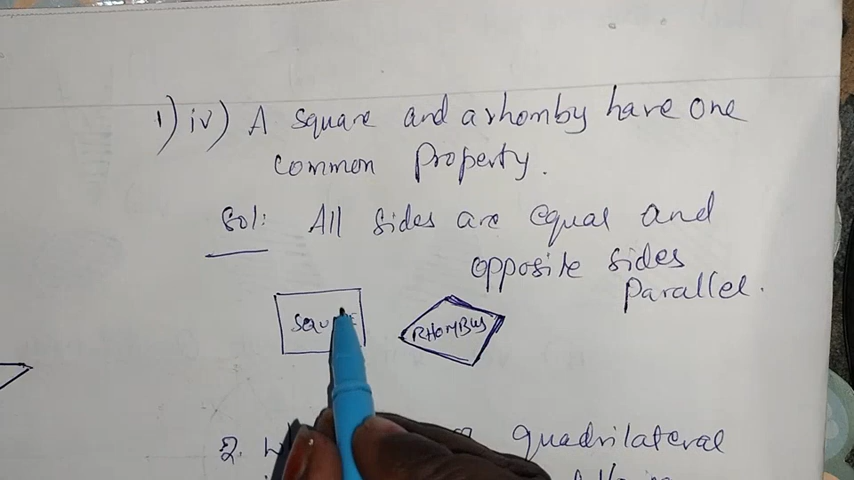 1) iv) A square and a rhomby have one
common Property.
Sol: All sides are equal and
opposite sides
Parallel.
RHOMBUS
2. quadrilateral